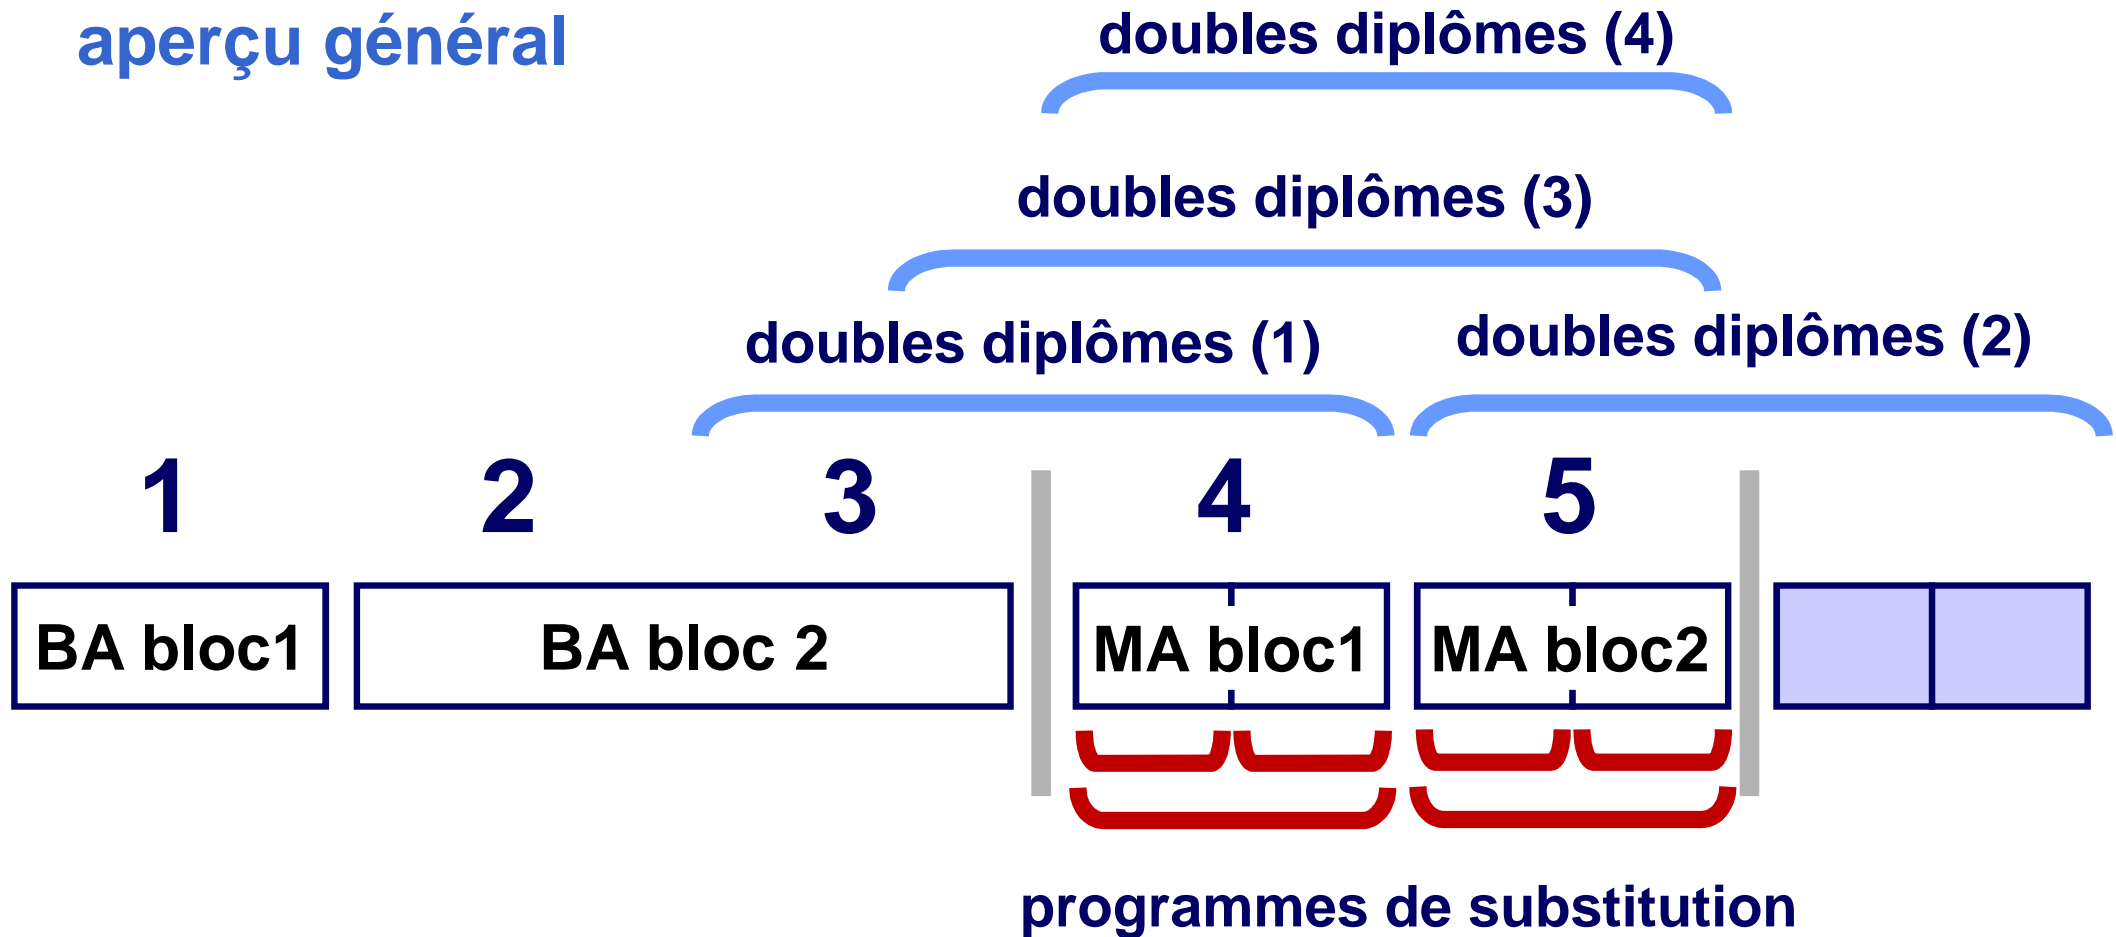 aperçu général
doubles diplômes (4)
doubles diplômes (3)
doubles diplômes (1)
doubles diplômes (2)
1 2 3 4 5
BA bloc1
BA bloc 2
MA bloc1
MA bloc2
programmes de substitution